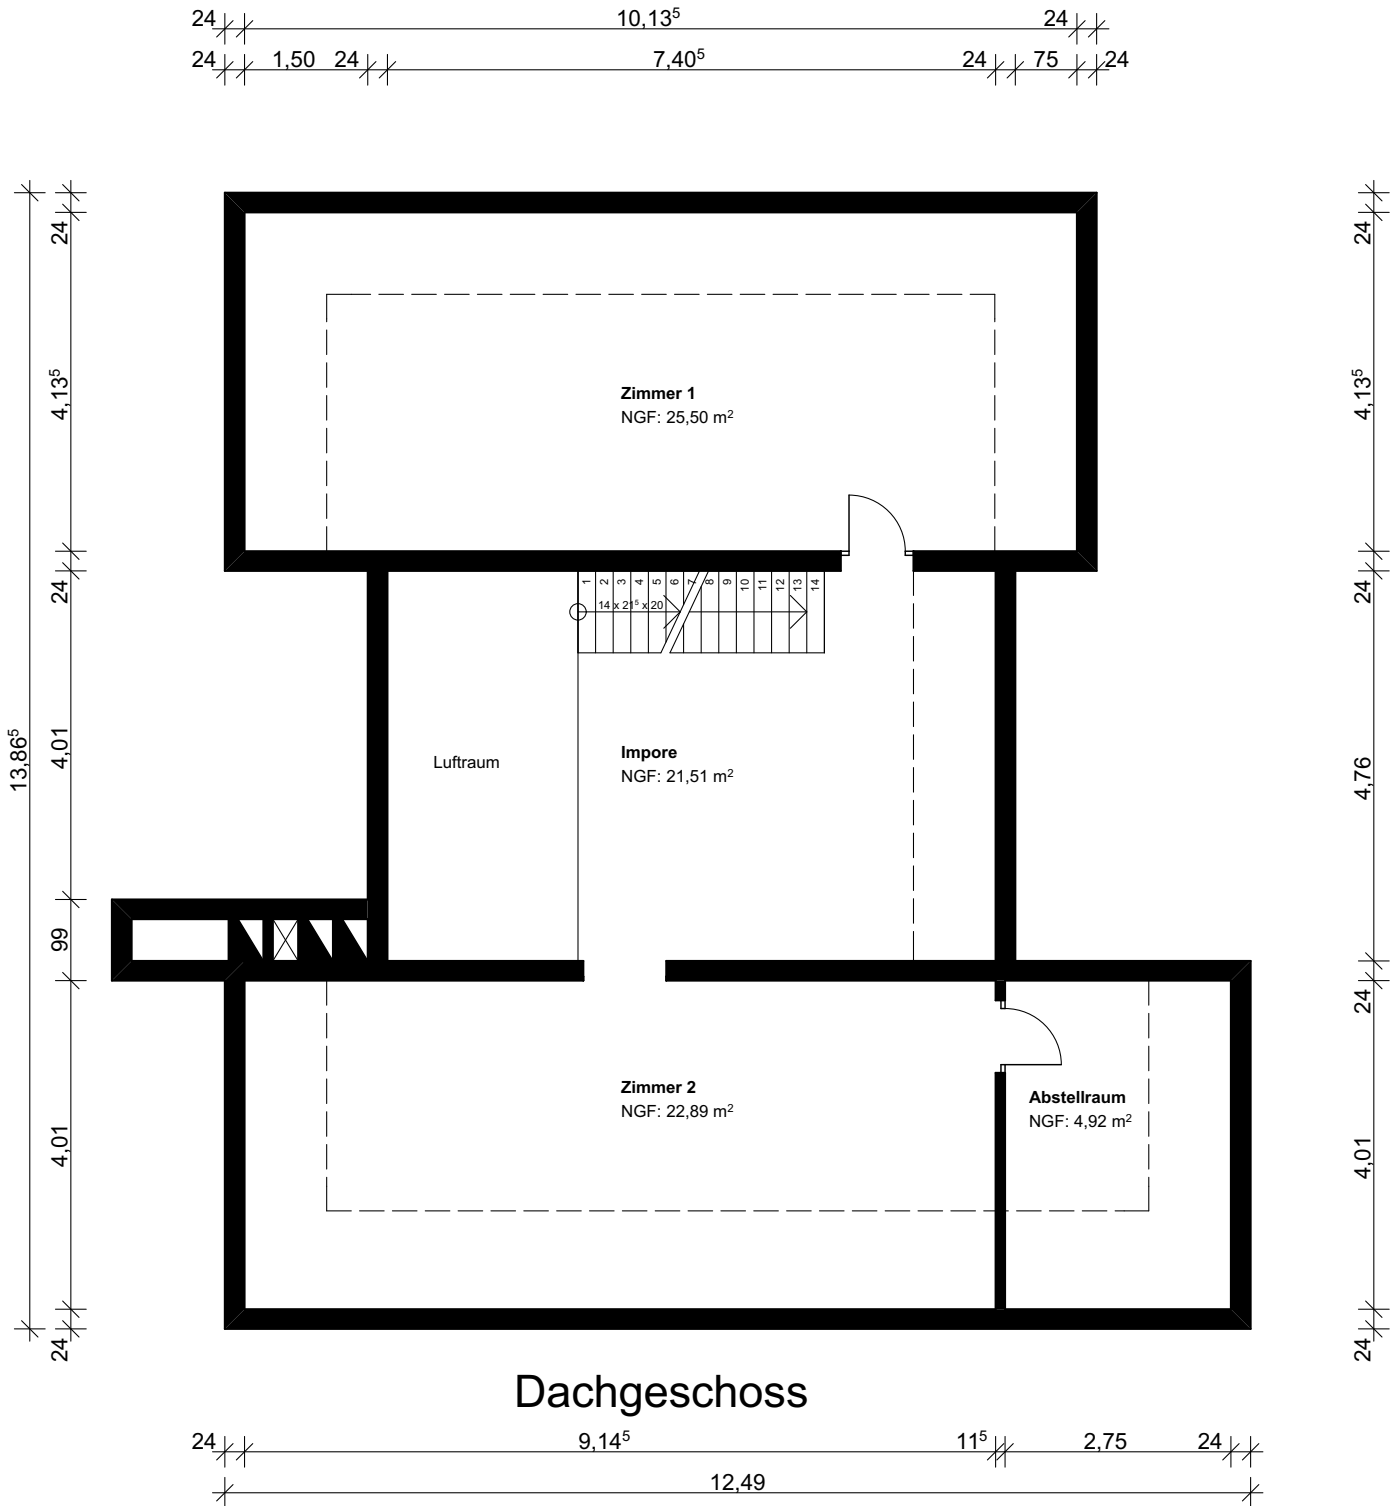 24 10,13⁵ 24
24 1,50 24 7,40⁵ 24 75 24
24
24
4,13⁵
4,13⁵
Zimmer 1
NGF: 25,50 m²
24
24
1 2 3 4 5 6 7 8 9 10 11 12 13 14
14 x 21⁵ x 20
13,86⁵
4,01
4,76
Luftraum
Impore
NGF: 21,51 m²
99
24
Zimmer 2
NGF: 22,89 m²
Abstellraum
NGF: 4,92 m²
4,01
4,01
24
24
Dachgeschoss
24 9,14⁵ 11⁵ 2,75 24
12,49